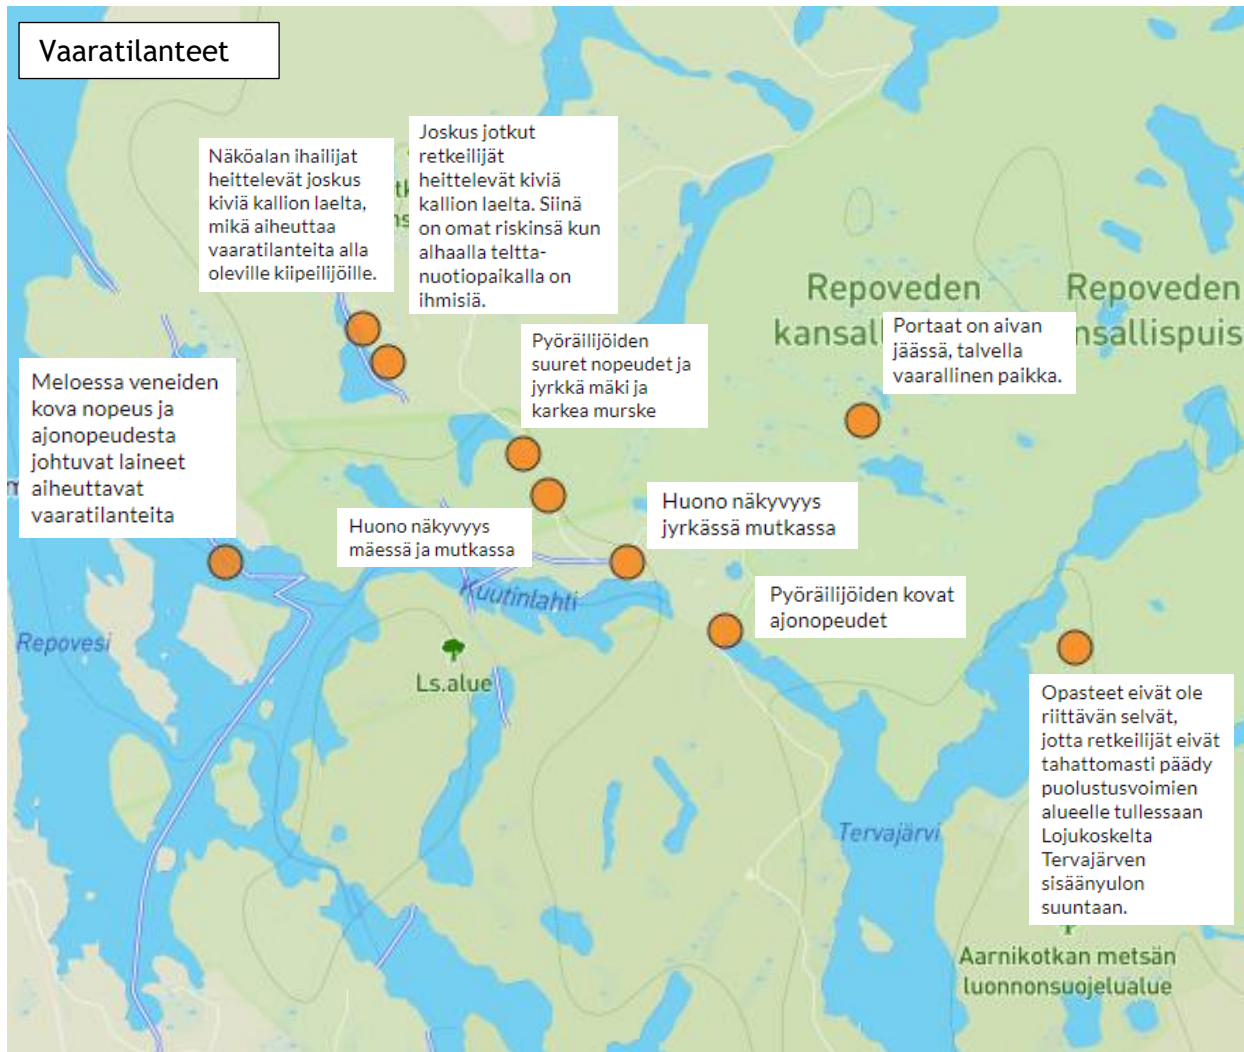 Vaaratilanteet
Näköalan ihailijat
heittelevät joskus
kiviä kallion laelta,
mikä aiheuttaa
vaaratilanteita alla
oleville kiipeilijöille.
Joskus jotkut
retkeilijät
heittelevät kiviä
kallion laelta. Siinä
on omat riskinsä kun
alhaalla teltta-
nuotiopaikalla on
ihmisiä.
Repoveden
kansal
Repoveden
nsallispuis
Portaat on aivan
jäässä, talvella
vaarallinen paikka.
Pyöräilijöiden
suuret nopeudet ja
jyrkkä mäki ja
karkea murske
Meloessa veneiden
kova nopeus ja
ajonopeudesta
johtuvat laineet
aiheuttavat
vaaratilanteita
Huono näkyvyys
mäessä ja mutkassa
Huono näkyvyys
jyrkässä mutkassa
Kuutinlahti
Pyöräilijöiden kovat
ajonopeudet
Repovesi
Ls.alue
Opasteet eivät ole
riittävän selvät,
jotta retkeilijät eivät
tahattomasti päädy
puolustusvoimien
alueelle tullessaan
Lojukoskelta
Tervajärven
sisäänyulon
suuntaan.
Tervajärvi
Aarnikotkan metsän
luonnonsuojelualue